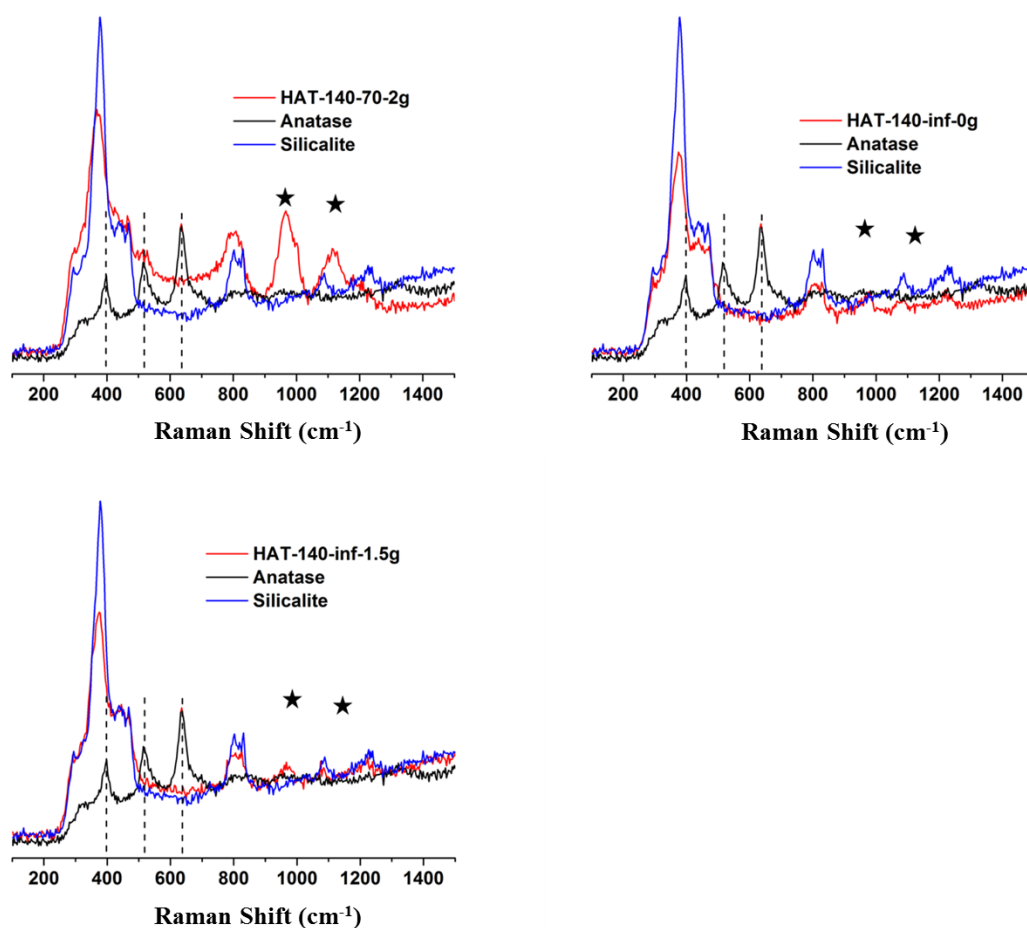 HAT-140-70-2g
Anatase
Silicalite
200 400 600 800 1000 1200 1400
Raman Shift (cm-1)
HAT-140-inf-0g
Anatase
Silicalite
200 400 600 800 1000 1200 1400
Raman Shift (cm-1)
HAT-140-inf-1.5g
Anatase
Silicalite
200 400 600 800 1000 1200 1400
Raman Shift (cm-1)